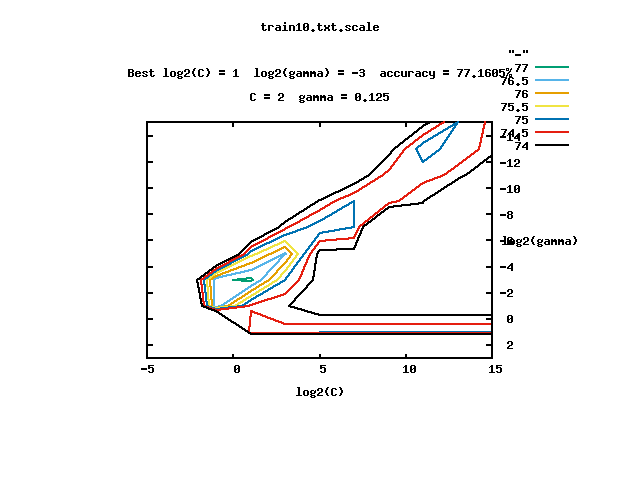 train10.txt.scale
"-"
Best log2(C) = 1 log2(gamma) = -3 accuracy = 77.1605%
77
76.5
76
75.5
75
74.5
74
C = 2 gamma = 0.125
-14
-12
-10
-8
-6
log2(gamma)
-4
-2
0
2
-5 0 5 10 15
log2(C)